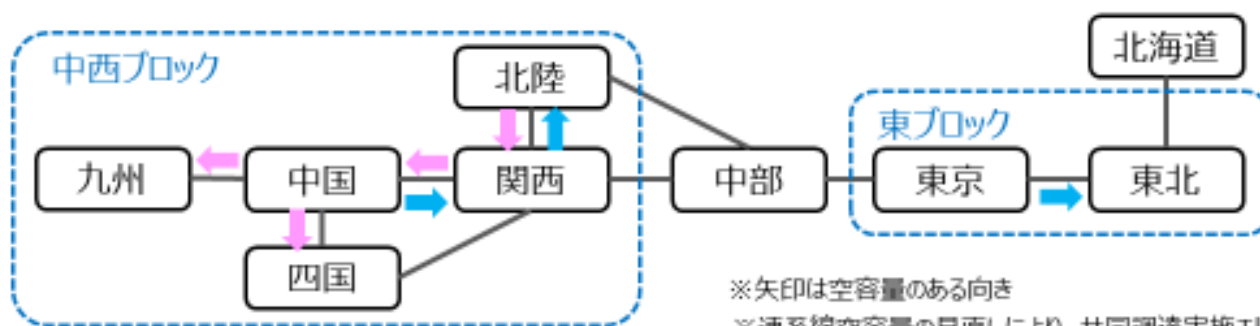 中西ブロック
北陸
九州
中国
関西
四国
中部
東ブロック
北海道
東京
東北
※矢印は空容量のある向き